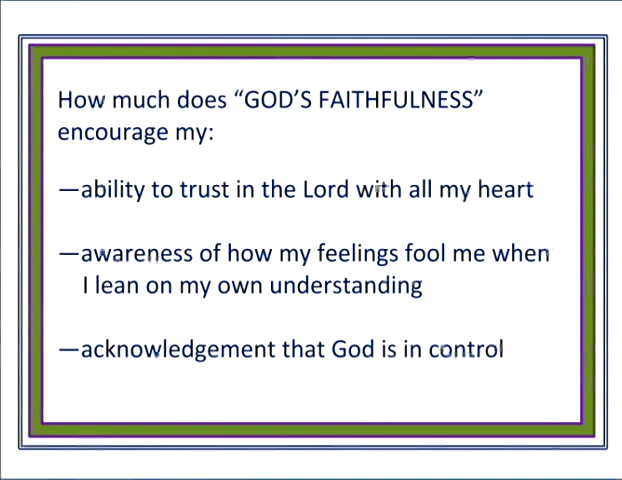 How much does “GOD’S FAITHFULNESS”
encourage my:
—ability to trust in the Lord with all my heart
—awareness of how my feelings fool me when
I lean on my own understanding
—acknowledgement that God is in control